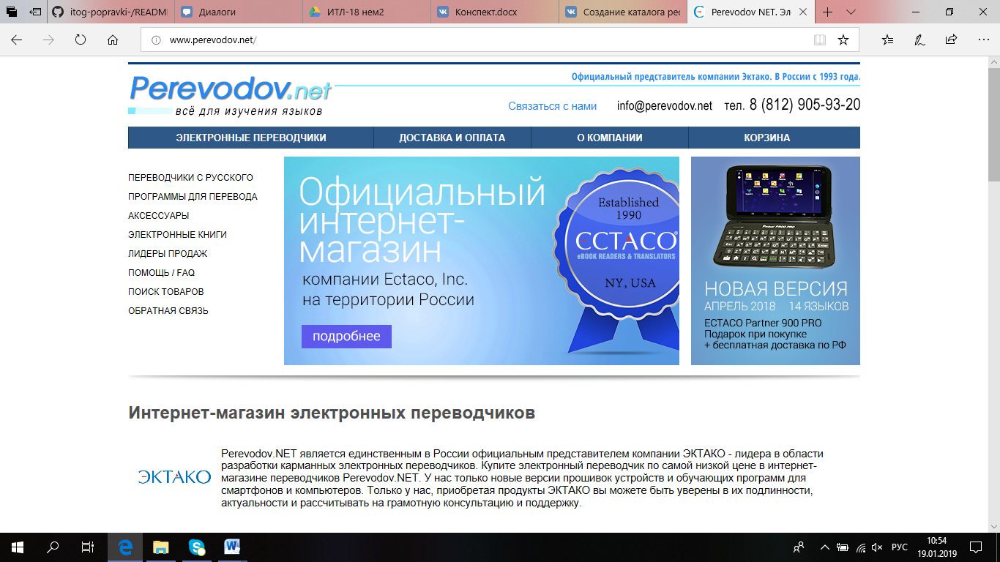 itog-popravki-/READMI
Диалоги
ИТЛ-18 нем2
Конспект.docx
Создание каталога рес
Perevodov NET. Эл
www.perevodov.net/
Официальный представитель компании Эктако. В России с 1993 года.
Perevodov.net
всё для изучения языков
Связаться с нами info@perevodov.net тел. 8 (812) 905-93-20
ЭЛЕКТРОННЫЕ ПЕРЕВОДЧИКИ ДОСТАВКА И ОПЛАТА О КОМПАНИИ КОРЗИНА
ПЕРЕВОДЧИКИ С РУССКОГО
ПРОГРАММЫ ДЛЯ ПЕРЕВОДА
АКСЕССУАРЫ
ЭЛЕКТРОННЫЕ КНИГИ
ЛИДЕРЫ ПРОДАЖ
ПОМОЩЬ / FAQ
ПОИСК ТОВАРОВ
ОБРАТНАЯ СВЯЗЬ
Официальный
интернет-
магазин
компании Ectaco, Inc.
на территории России
подробнее
Established
1990
ECTACO®
eBOOK READERS & TRANSLATORS
NY, USA
Partner P900 PRO
НОВАЯ ВЕРСИЯ
АПРЕЛЬ 2018 14 ЯЗЫКОВ
ECTACO Partner 900 PRO
Подарок при покупке
+ бесплатная доставка по РФ
Интернет-магазин электронных переводчиков
ЭКТАКО
Perevodov.NET является единственным в России официальным представителем компании ЭКТАКО - лидера в области
разработки карманных электронных переводчиков. Купите электронный переводчик по самой низкой цене в интернет-
магазине переводчиков Perevodov.NET. У нас только новые версии прошивок устройств и обучающих программ для
смартфонов и компьютеров. Только у нас, приобретая продукты ЭКТАКО вы можете быть уверены в их подлинности,
актуальности и рассчитывать на грамотную консультацию и поддержку.
РУС
10:54
19.01.2019